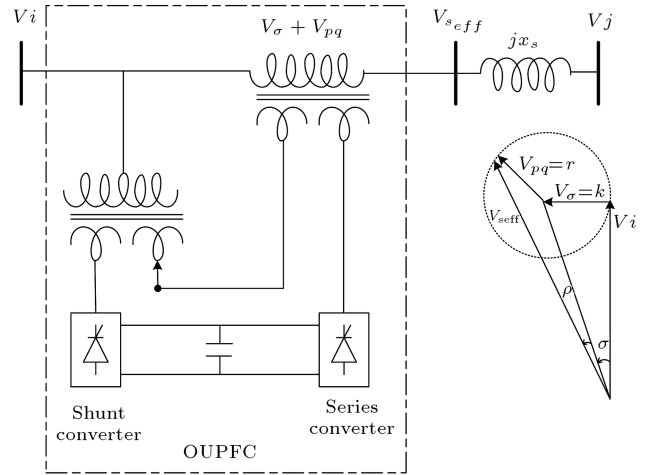 Vi
Vσ + Vpq
Vseff
jxs
Vj
Vpq=r
Vσ=k
Vseff
Vi
ρ
σ
Shunt
converter
Series
converter
OUPFC